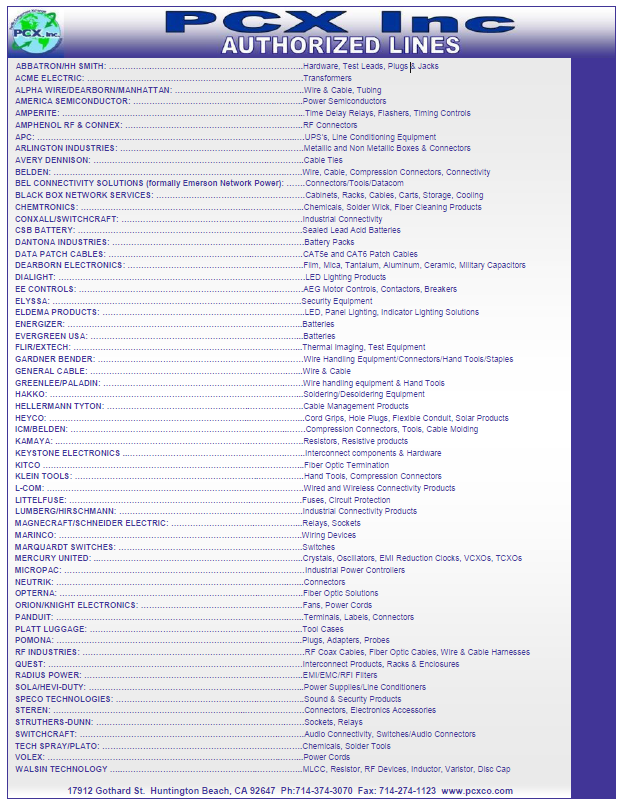 PCX, Inc.
PCX Inc
AUTHORIZED LINES
ABBATRON/HH SMITH: ........Hardware, Test Leads, Plugs & Jacks
ACME ELECTRIC: ........Transformers
ALPHA WIRE/DEARBORN/MANHATTAN: ........Wire & Cable, Tubing
AMERICA SEMICONDUCTOR: ........Power Semiconductors
AMPERITE: ........Time Delay Relays, Flashers, Timing Controls
AMPHENOL RF & CONNEX: ........RF Connectors
APC: ........UPS's, Line Conditioning Equipment
ARLINGTON INDUSTRIES: ........Metallic and Non Metallic Boxes & Connectors
AVERY DENNISON: ........Cable Ties
BELDEN: ........Wire, Cable, Compression Connectors, Connectivity
BEL CONNECTIVITY SOLUTIONS (formally Emerson Network Power): .......Connectors/Tools/Datacom
BLACK BOX NETWORK SERVICES: ........Cabinets, Racks, Cables, Carts, Storage, Cooling
CHEMTRONICS: ........Chemicals, Solder Wick, Fiber Cleaning Products
CONXALL/SWITCHCRAFT: ........Industrial Connectivity
CSB BATTERY: ........Sealed Lead Acid Batteries
DANTONA INDUSTRIES: ........Battery Packs
DATA PATCH CABLES: ........CAT5e and CAT6 Patch Cables
DEARBORN ELECTRONICS: ........Film, Mica, Tantalum, Aluminum, Ceramic, Military Capacitors
DIALIGHT: ........LED Lighting Products
EE CONTROLS: ........AEG Motor Controls, Contactors, Breakers
ELYSSA: ........Security Equipment
ELDEMA PRODUCTS: ........LED, Panel Lighting, Indicator Lighting Solutions
ENERGIZER: ........Batteries
EVERGREEN USA: ........Batteries
FLIR/EXTECH: ........Thermal Imaging, Test Equipment
GARDNER BENDER: ........Wire Handling Equipment/Connectors/Hand Tools/Staples
GENERAL CABLE: ........Wire & Cable
GREENLEE/PALADIN: ........Wire handling equipment & Hand Tools
HAKKO: ........Soldering/Desoldering Equipment
HELLERMANN TYTON: ........Cable Management Products
HEYCO: ........Cord Grips, Hole Plugs, Flexible Conduit, Solar Products
ICM/BELDEN: ........Compression Connectors, Tools, Cable Molding
KAMAYA: ........Resistors, Resistive products
KEYSTONE ELECTRONICS ........Interconnect components & Hardware
KITCO ........Fiber Optic Termination
KLEIN TOOLS: ........Hand Tools, Compression Connectors
L-COM: ........Wired and Wireless Connectivity Products
LITTELFUSE: ........Fuses, Circuit Protection
LUMBERG/HIRSCHMANN: ........Industrial Connectivity Products
MAGNECRAFT/SCHNEIDER ELECTRIC: ........Relays, Sockets
MARINCO: ........Wiring Devices
MARQUARDT SWITCHES: ........Switches
MERCURY UNITED: ........Crystals, Oscillators, EMI Reduction Clocks, VCXOs, TCXOs
MICROPAC: ........Industrial Power Controllers
NEUTRIK: ........Connectors
OPTERNA: ........Fiber Optic Solutions
ORION/KNIGHT ELECTRONICS: ........Fans, Power Cords
PANDUIT: ........Terminals, Labels, Connectors
PLATT LUGGAGE: ........Tool Cases
POMONA: ........Plugs, Adapters, Probes
RF INDUSTRIES: ........RF Coax Cables, Fiber Optic Cables, Wire & Cable Harnesses
QUEST: ........Interconnect Products, Racks & Enclosures
RADIUS POWER: ........EMI/EMC/RFI Filters
SOLA/HEVI-DUTY: ........Power Supplies/Line Conditioners
SPECO TECHNOLOGIES: ........Sound & Security Products
STEREN: ........Connectors, Electronics Accessories
STRUTHERS-DUNN: ........Sockets, Relays
SWITCHCRAFT: ........Audio Connectivity, Switches/Audio Connectors
TECH SPRAY/PLATO: ........Chemicals, Solder Tools
VOLEX: ........Power Cords
WALSIN TECHNOLOGY ........MLCC, Resistor, RF Devices, Inductor, Varistor, Disc Cap
17912 Gothard St. Huntington Beach, CA 92647 Ph:714-374-3070 Fax: 714-274-1123 www.pcxco.com